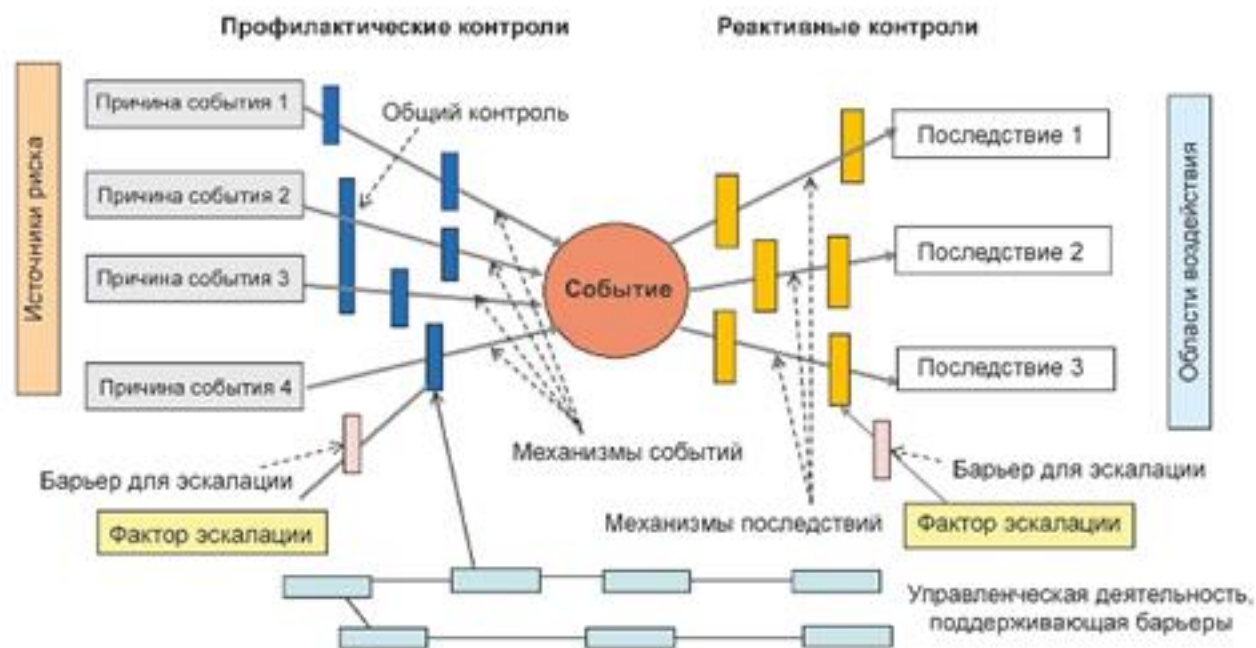 Профилактические контроли
Реактивные контроли
Источники риска
Причина события 1
Причина события 2
Причина события 3
Причина события 4
Общий контроль
Событие
Последствие 1
Последствие 2
Последствие 3
Области воздействия
Механизмы событий
Барьер для эскалации
Фактор эскалации
Механизмы последствий
Барьер для эскалации
Фактор эскалации
Управленческая деятельность,
поддерживающая барьеры